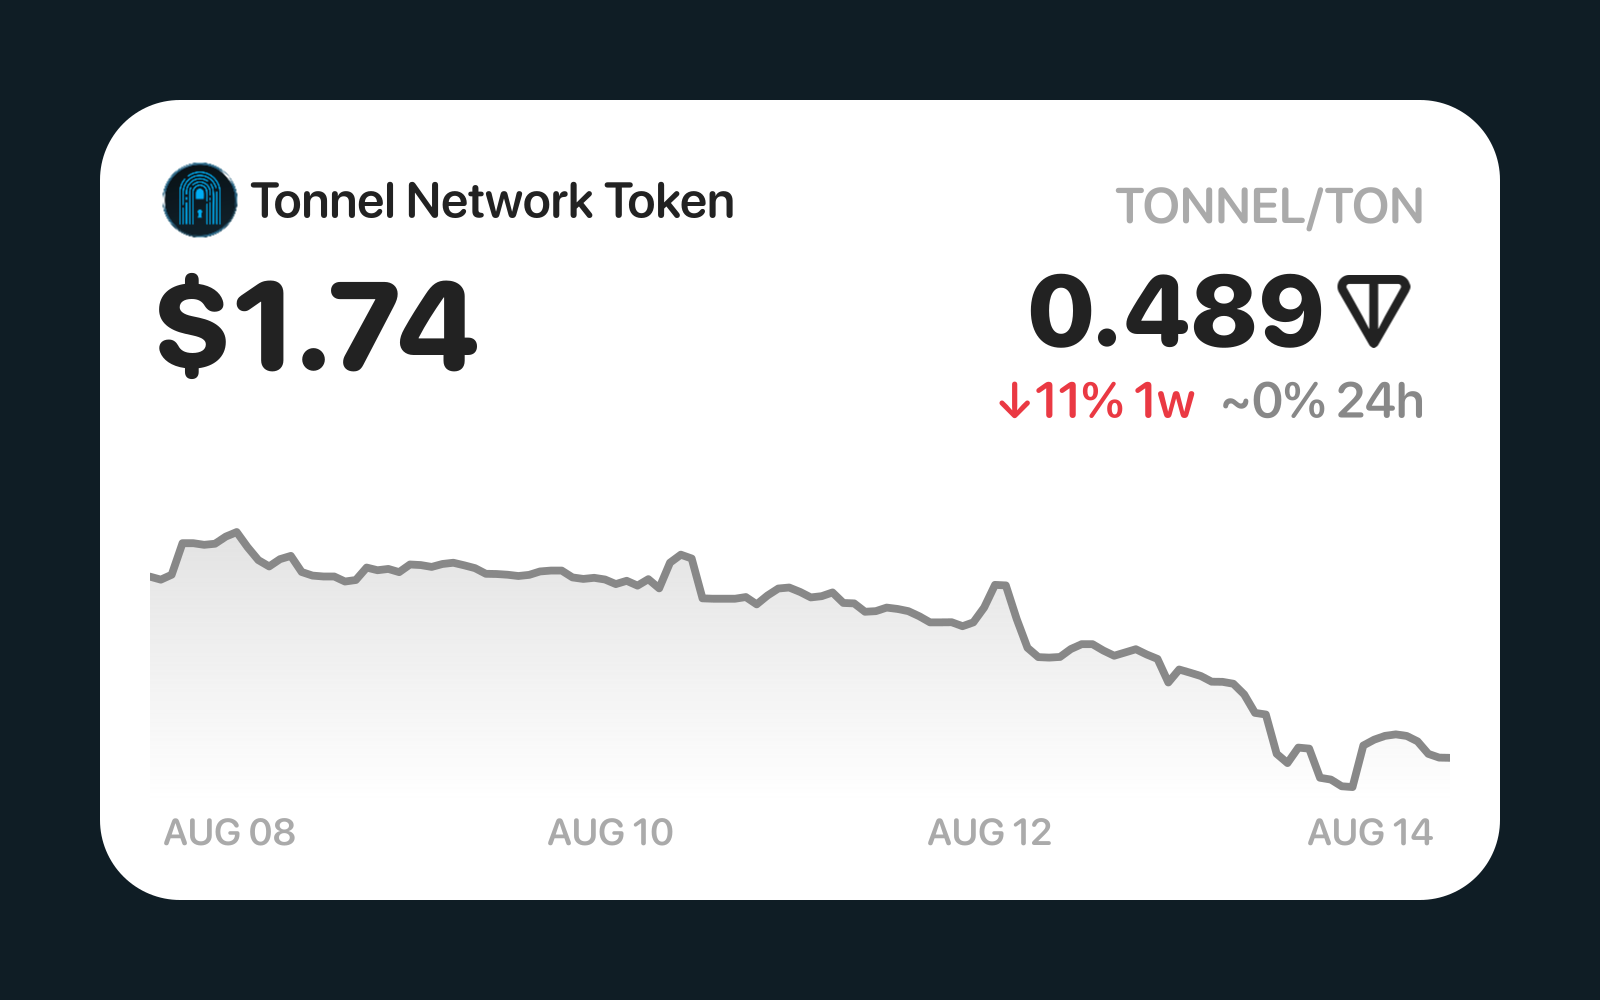 Tonnel Network Token
TONNEL/TON
$1.74
0.489
↓11% 1w ~0% 24h
AUG 08 AUG 10 AUG 12 AUG 14